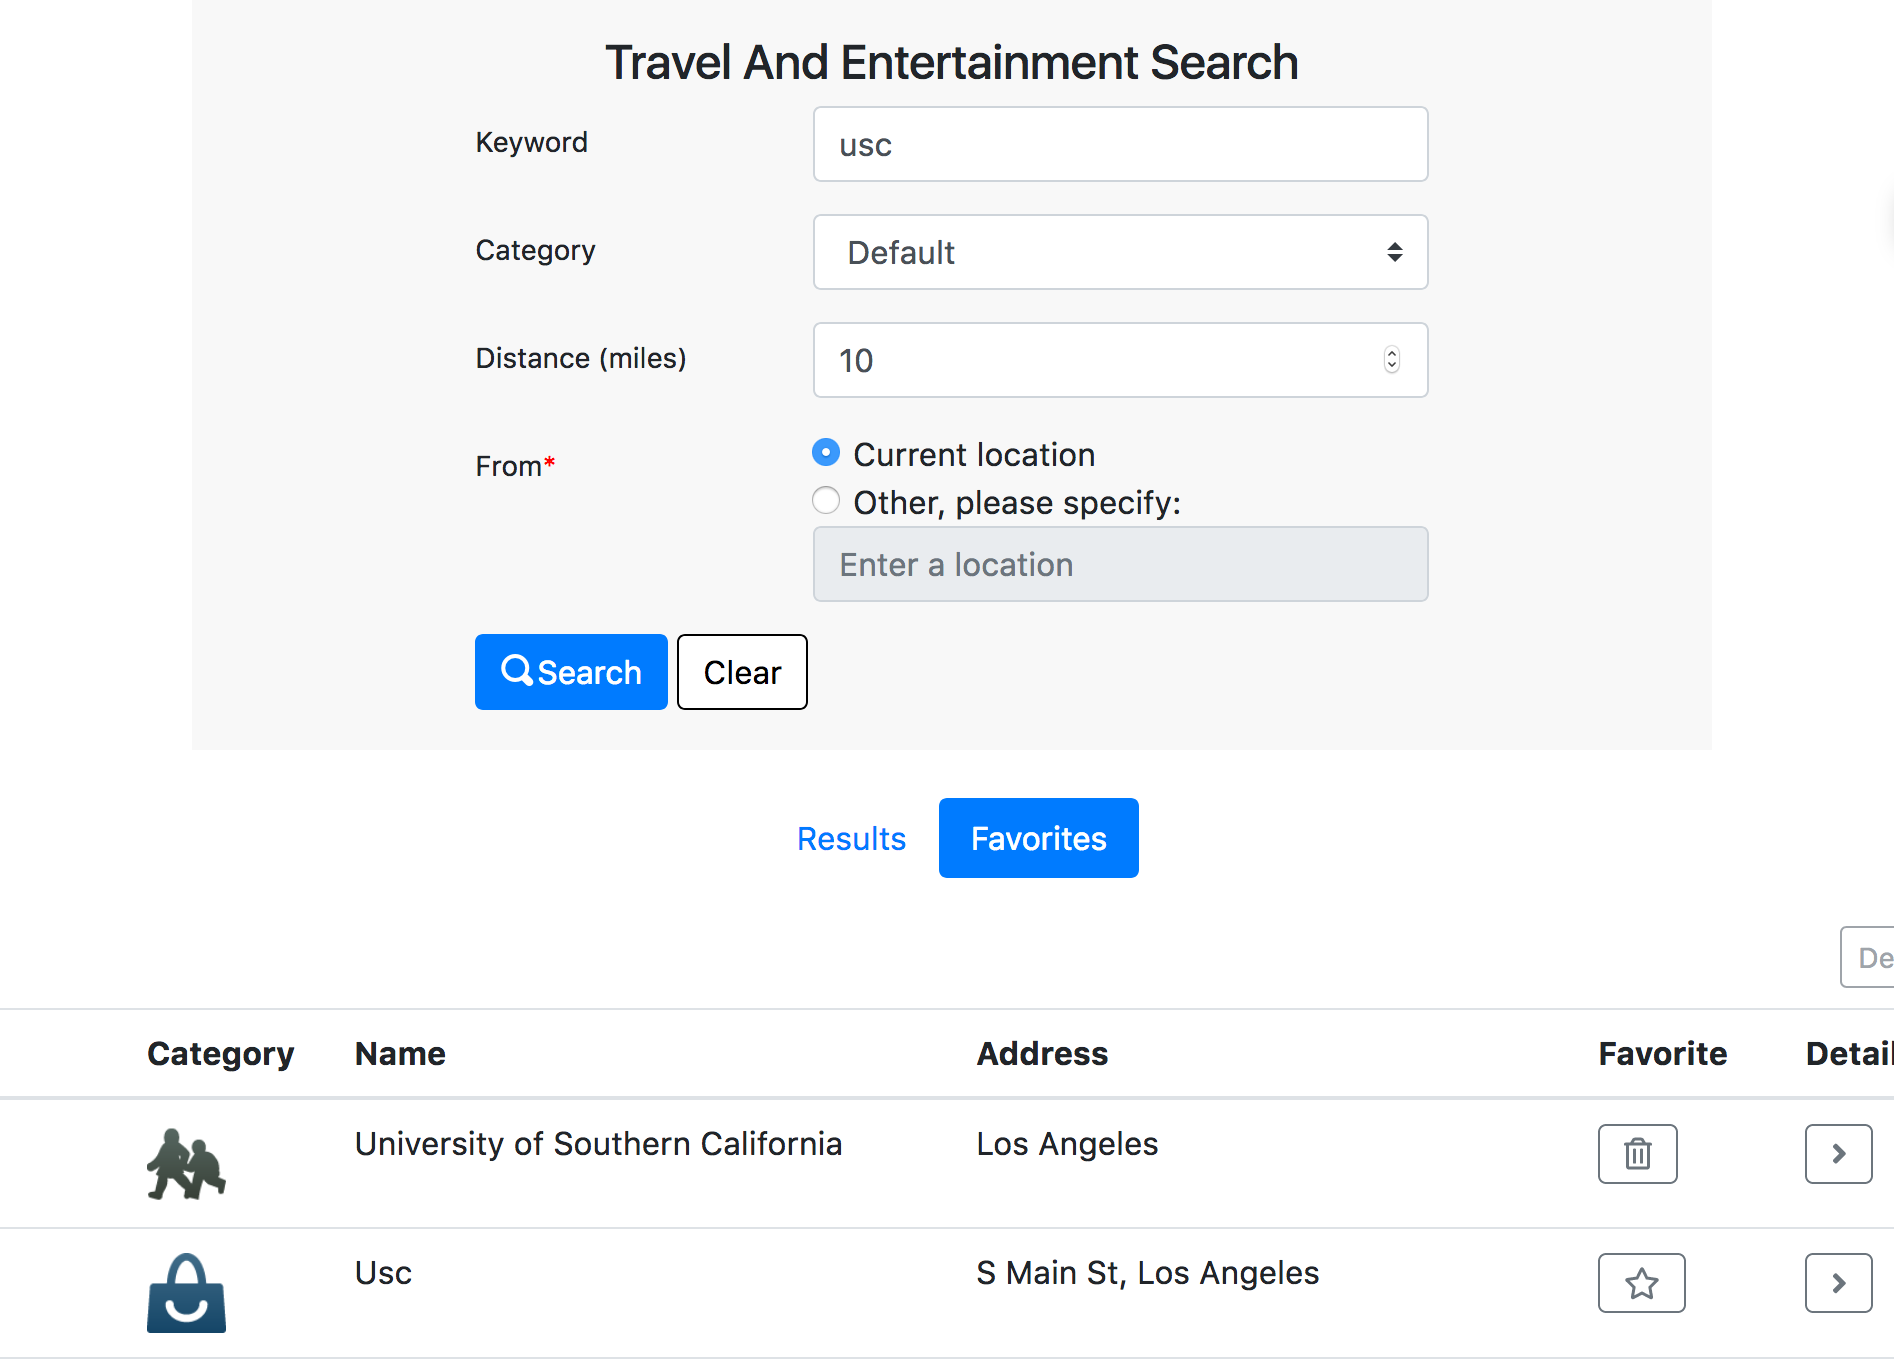 Travel And Entertainment Search
Keyword
usc
Category
Default
Distance (miles)
10
From*
Current location
Other, please specify:
Enter a location
Search Clear
Results Favorites
De
Category Name Address Favorite Detail
University of Southern California Los Angeles
Usc S Main St, Los Angeles